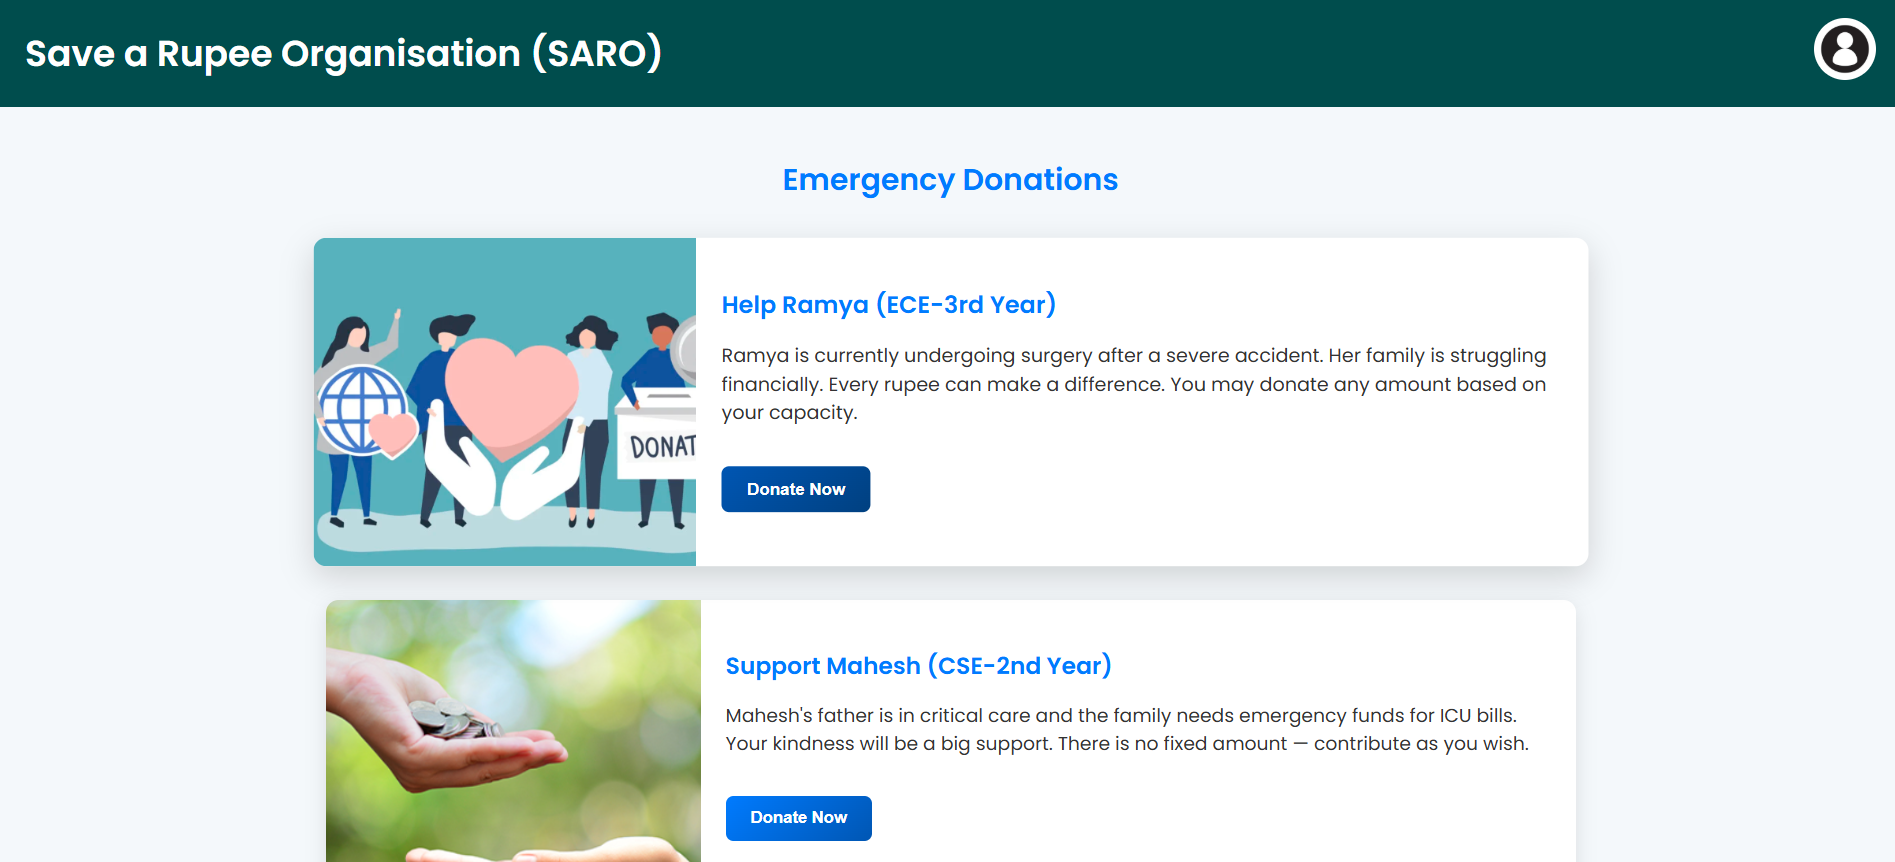 Save a Rupee Organisation (SARO)
Emergency Donations
DONAT
Help Ramya (ECE-3rd Year)
Ramya is currently undergoing surgery after a severe accident. Her family is struggling
financially. Every rupee can make a difference. You may donate any amount based on
your capacity.
Donate Now
Support Mahesh (CSE-2nd Year)
Mahesh's father is in critical care and the family needs emergency funds for ICU bills.
Your kindness will be a big support. There is no fixed amount — contribute as you wish.
Donate Now